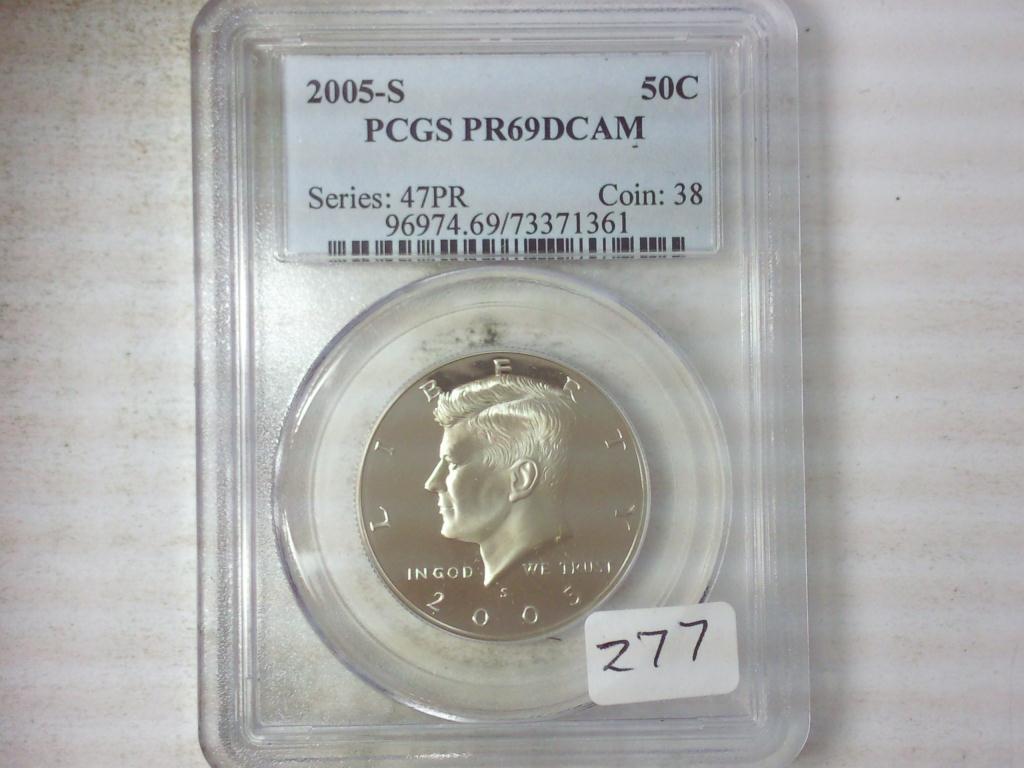 2005-S 50C
PCGS PR69DCAM
Series: 47PR Coin: 38
96974.69/73371361
LIBERTY
IN GOD WE TRUST
S
2005
277